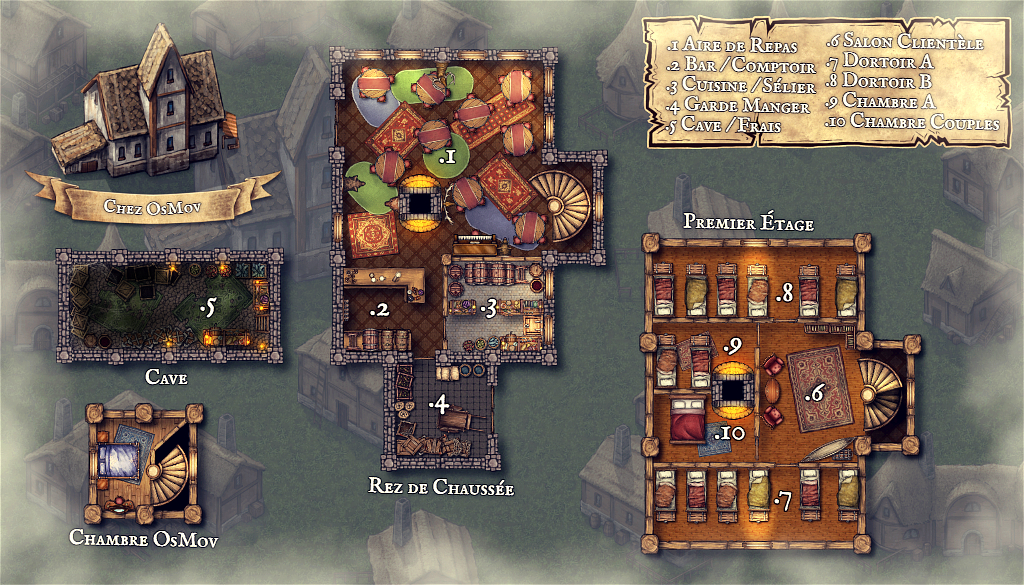 .1 Aire de Repas
.2 Bar /Comptoir
.3 Cuisine /Sélier
.4 Garde Manger
.5 Cave /Frais
.6 Salon Clientèle
.7 Dortoir A
.8 Dortoir B
.9 Chambre A
.10 Chambre Couples
Chez OsMov
.1
.2
.3
.4
Rez de Chaussée
.5
Cave
Chambre OsMov
Premier Étage
.8
.9
.6
.10
.7